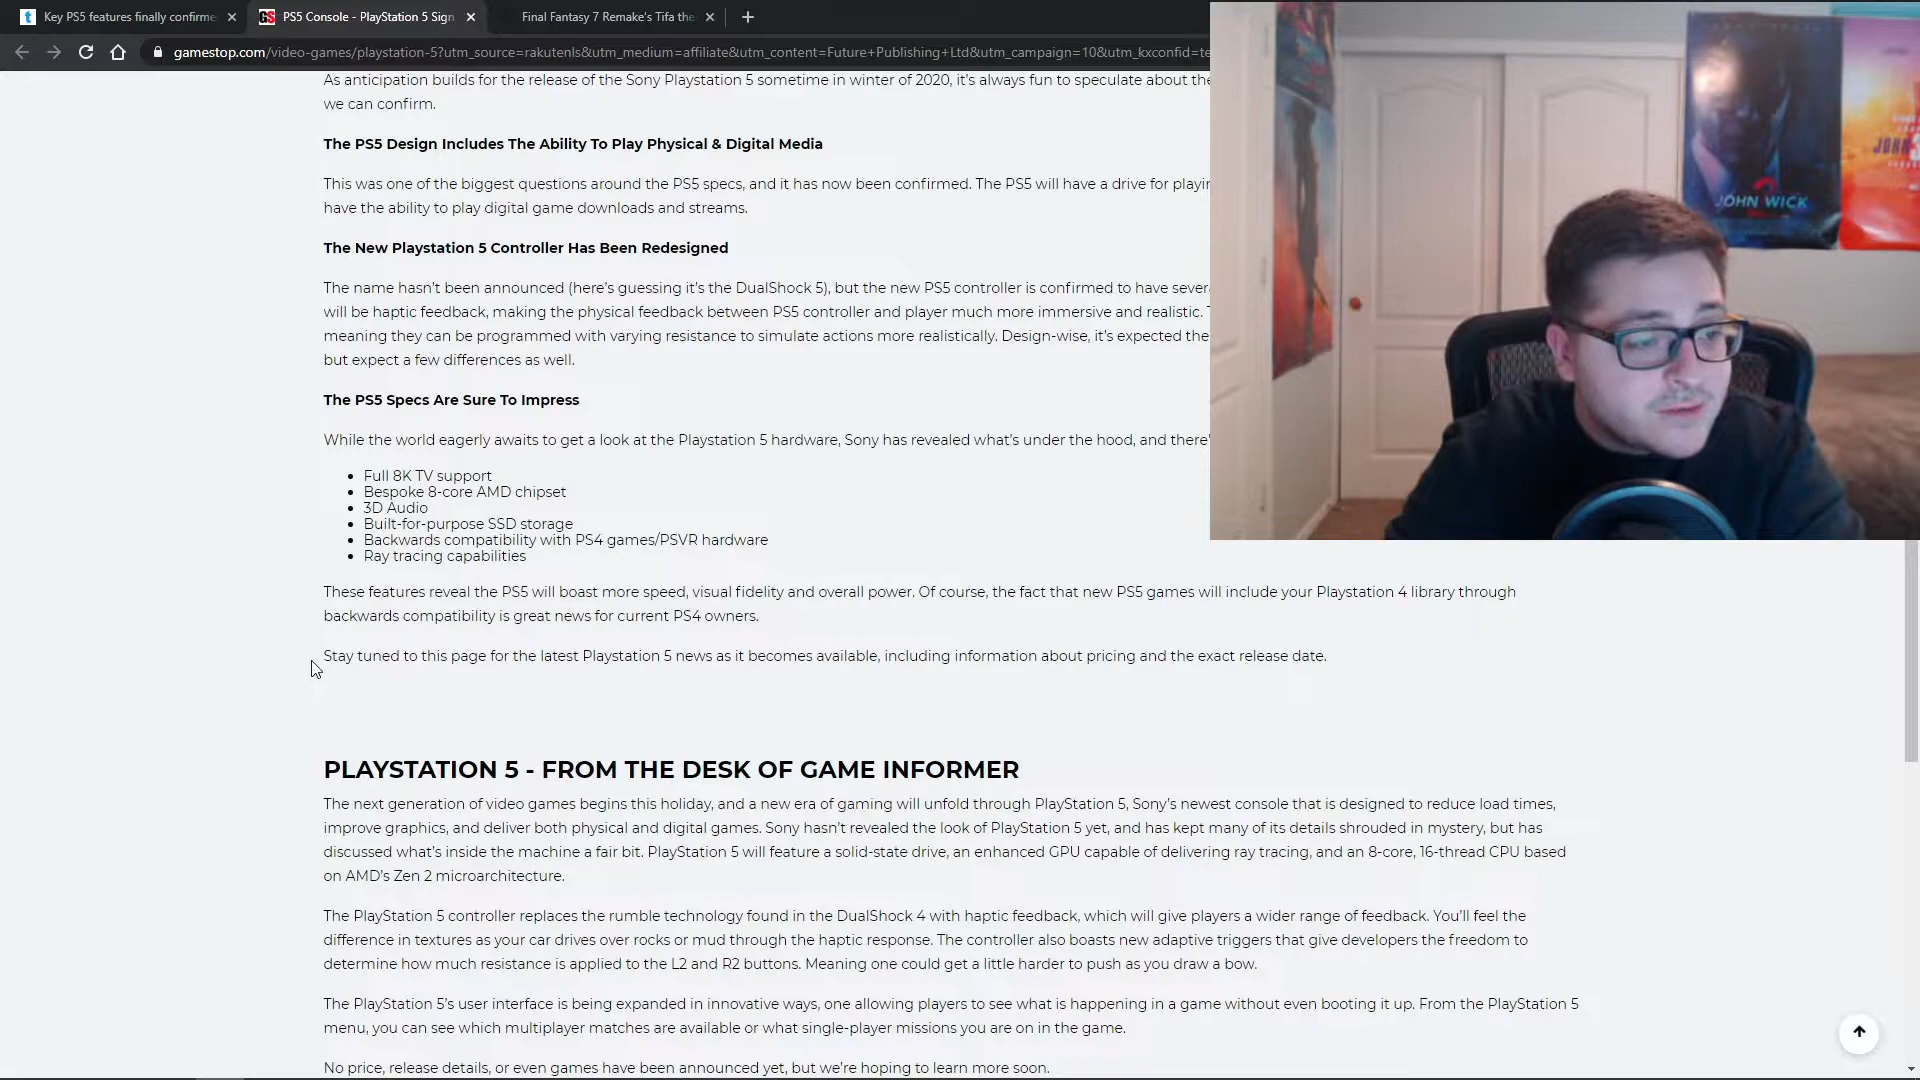 Key PS5 features finally confirme
PS5 Console - PlayStation 5 Sign
Final Fantasy 7 Remake's Tifa the
gamestop.com/video-games/playstation-5?utm_source=rakutenls&utm_medium=affiliate&utm_content=Future+Publishing+Ltd&utm_campaign=10&utm_kxconfid=te
As anticipation builds for the release of the Sony Playstation 5 sometime in winter of 2020, it's always fun to speculate about the
we can confirm.
The PS5 Design Includes The Ability To Play Physical & Digital Media
This was one of the biggest questions around the PS5 specs, and it has now been confirmed. The PS5 will have a drive for playin
have the ability to play digital game downloads and streams.
The New Playstation 5 Controller Has Been Redesigned
The name hasn't been announced (here's guessing it's the DualShock 5), but the new PS5 controller is confirmed to have severa
will be haptic feedback, making the physical feedback between PS5 controller and player much more immersive and realistic. T
meaning they can be programmed with varying resistance to simulate actions more realistically. Design-wise, it's expected the
but expect a few differences as well.
The PS5 Specs Are Sure To Impress
While the world eagerly awaits to get a look at the Playstation 5 hardware, Sony has revealed what's under the hood, and there'
• Full 8K TV support
• Bespoke 8-core AMD chipset
• 3D Audio
• Built-for-purpose SSD storage
• Backwards compatibility with PS4 games/PSVR hardware
• Ray tracing capabilities
These features reveal the PS5 will boast more speed, visual fidelity and overall power. Of course, the fact that new PS5 games will include your Playstation 4 library through
backwards compatibility is great news for current PS4 owners.
Stay tuned to this page for the latest Playstation 5 news as it becomes available, including information about pricing and the exact release date.
PLAYSTATION 5 - FROM THE DESK OF GAME INFORMER
The next generation of video games begins this holiday, and a new era of gaming will unfold through PlayStation 5, Sony's newest console that is designed to reduce load times,
improve graphics, and deliver both physical and digital games. Sony hasn't revealed the look of PlayStation 5 yet, and has kept many of its details shrouded in mystery, but has
discussed what's inside the machine a fair bit. PlayStation 5 will feature a solid-state drive, an enhanced GPU capable of delivering ray tracing, and an 8-core, 16-thread CPU based
on AMD's Zen 2 microarchitecture.
The PlayStation 5 controller replaces the rumble technology found in the DualShock 4 with haptic feedback, which will give players a wider range of feedback. You'll feel the
difference in textures as your car drives over rocks or mud through the haptic response. The controller also boasts new adaptive triggers that give developers the freedom to
determine how much resistance is applied to the L2 and R2 buttons. Meaning one could get a little harder to push as you draw a bow.
The PlayStation 5's user interface is being expanded in innovative ways, one allowing players to see what is happening in a game without even booting it up. From the PlayStation 5
menu, you can see which multiplayer matches are available or what single-player missions you are on in the game.
No price, release details, or even games have been announced yet, but we're hoping to learn more soon.
JOHN WICK
JOHN